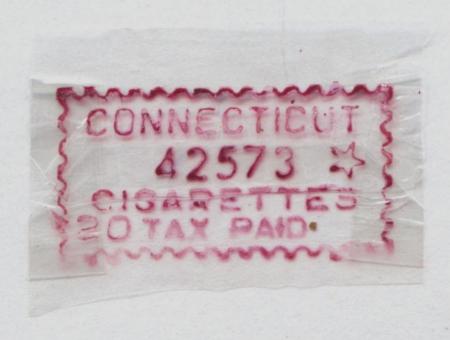 CONNECTICUT
42573 ☆
CIGARETTES
20 TAX PAID